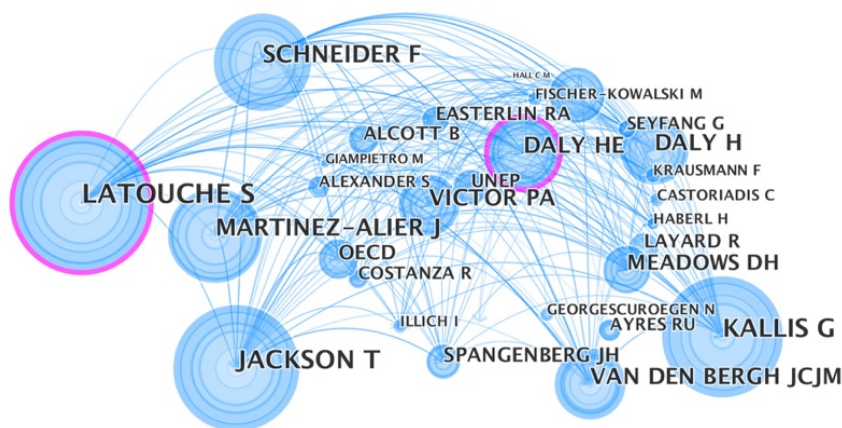 SCHNEIDER F
HALL C M
FISCHER-KOWALSKI M
EASTERLIN RA
SEYFANG G
ALCOTT B
DALY HE
DALY H
GIAMPIETRO M
KRAUSMANN F
ALEXANDER S
UNEP
LATOUCHE S
VICTOR PA
CASTORIADIS C
HABERL H
MARTINEZ-ALIER J
LAYARD R
OECD
MEADOWS DH
COSTANZA R
GEORGESCUROEGEN N
ILLICH I
AYRES RU
KALLIS G
JACKSON T
SPANGENBERG JH
VAN DEN BERGH JCJM